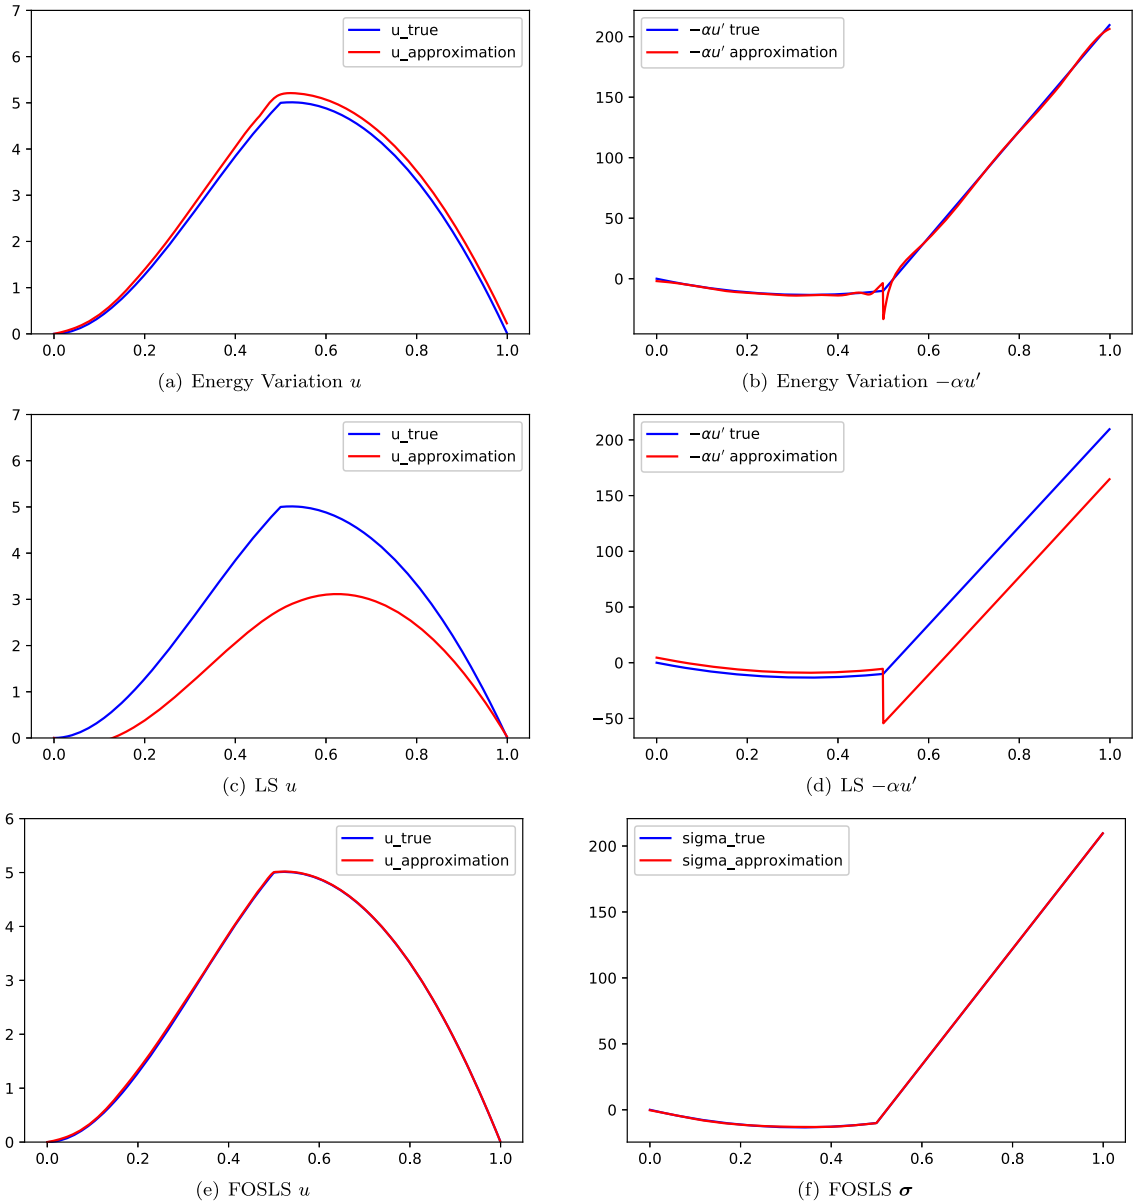 7
6
5
4
3
2
1
0
0.0 0.2 0.4 0.6 0.8 1.0
u_true
u_approximation
(a) Energy Variation u
200
150
100
50
0
0.0 0.2 0.4 0.6 0.8 1.0
−αu′ true
−αu′ approximation
(b) Energy Variation −αu′
7
6
5
4
3
2
1
0
0.0 0.2 0.4 0.6 0.8 1.0
u_true
u_approximation
(c) LS u
200
150
100
50
0
−50
0.0 0.2 0.4 0.6 0.8 1.0
−αu′ true
−αu′ approximation
(d) LS −αu′
6
5
4
3
2
1
0
0.0 0.2 0.4 0.6 0.8 1.0
u_true
u_approximation
(e) FOSLS u
200
150
100
50
0
0.0 0.2 0.4 0.6 0.8 1.0
sigma_true
sigma_approximation
(f) FOSLS σ